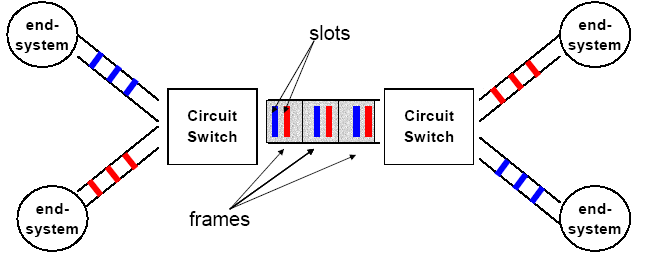 end-
system
slots
end-
system
Circuit
Switch
Circuit
Switch
end-
system
frames
end-
system